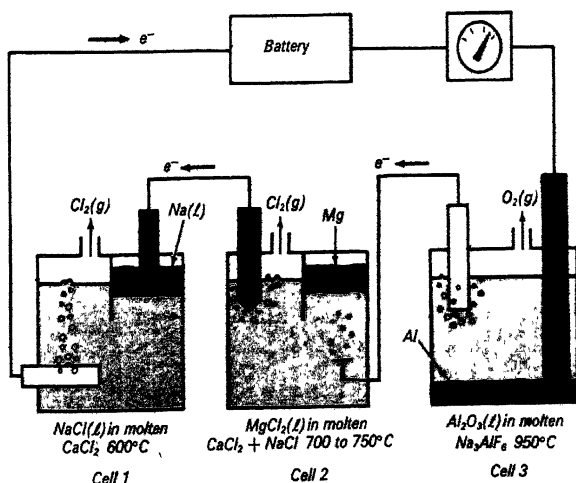 e⁻
Battery
e⁻
e⁻
Cl₂(g)
Na(ℓ)
Cl₂(g)
Mg
O₂(g)
Al
NaCl(ℓ) in molten
CaCl₂ 600°C
Cell 1
MgCl₂(ℓ) in molten
CaCl₂ + NaCl 700 to 750°C
Cell 2
Al₂O₃(ℓ) in molten
Na₃AlF₆ 950°C
Cell 3